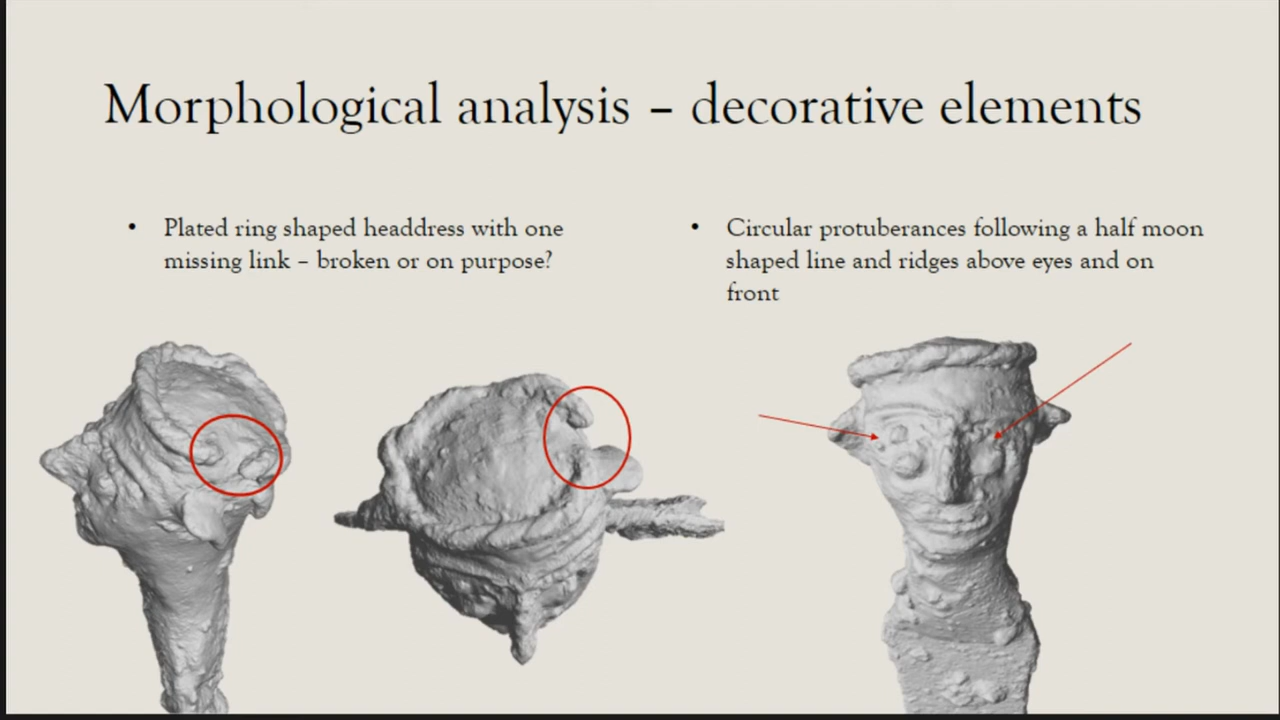 Morphological analysis – decorative elements
• Plated ring shaped headdress with one
missing link – broken or on purpose?
• Circular protuberances following a half moon
shaped line and ridges above eyes and on
front